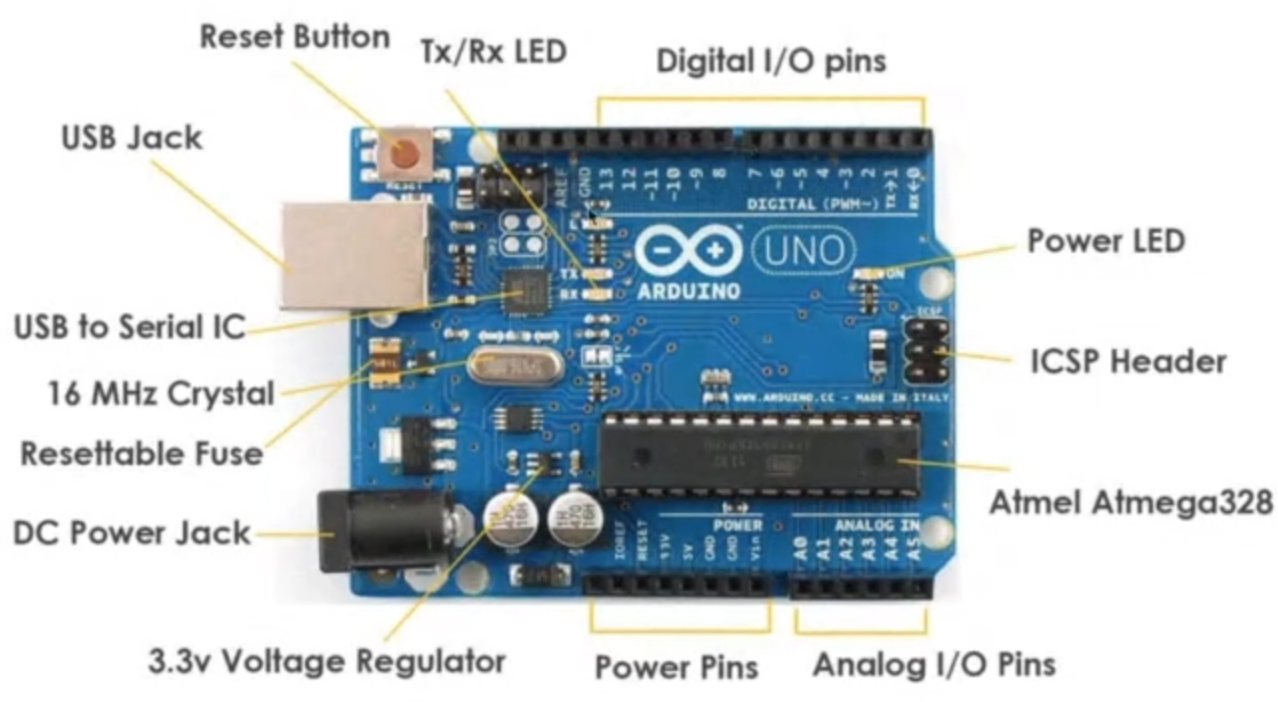 Reset Button
Tx/Rx LED
Digital I/O pins
USB Jack
RESET
AREF
GND
13
12
~11
~10
~9
8
7
~6
~5
4
~3
2
TX→1
RX←0
DIGITAL (PWM~)
UNO
ARDUINO
TX
RX
ON
Power LED
USB to Serial IC
ICSP
ICSP Header
16 MHz Crystal
WWW.ARDUINO.CC - MADE IN ITALY
Resettable Fuse
Atmel Atmega328
DC Power Jack
POWER
ANALOG IN
IOREF
RESET
3.3V
5V
GND
GND
Vin
A0
A1
A2
A3
A4
A5
3.3v Voltage Regulator
Power Pins
Analog I/O Pins